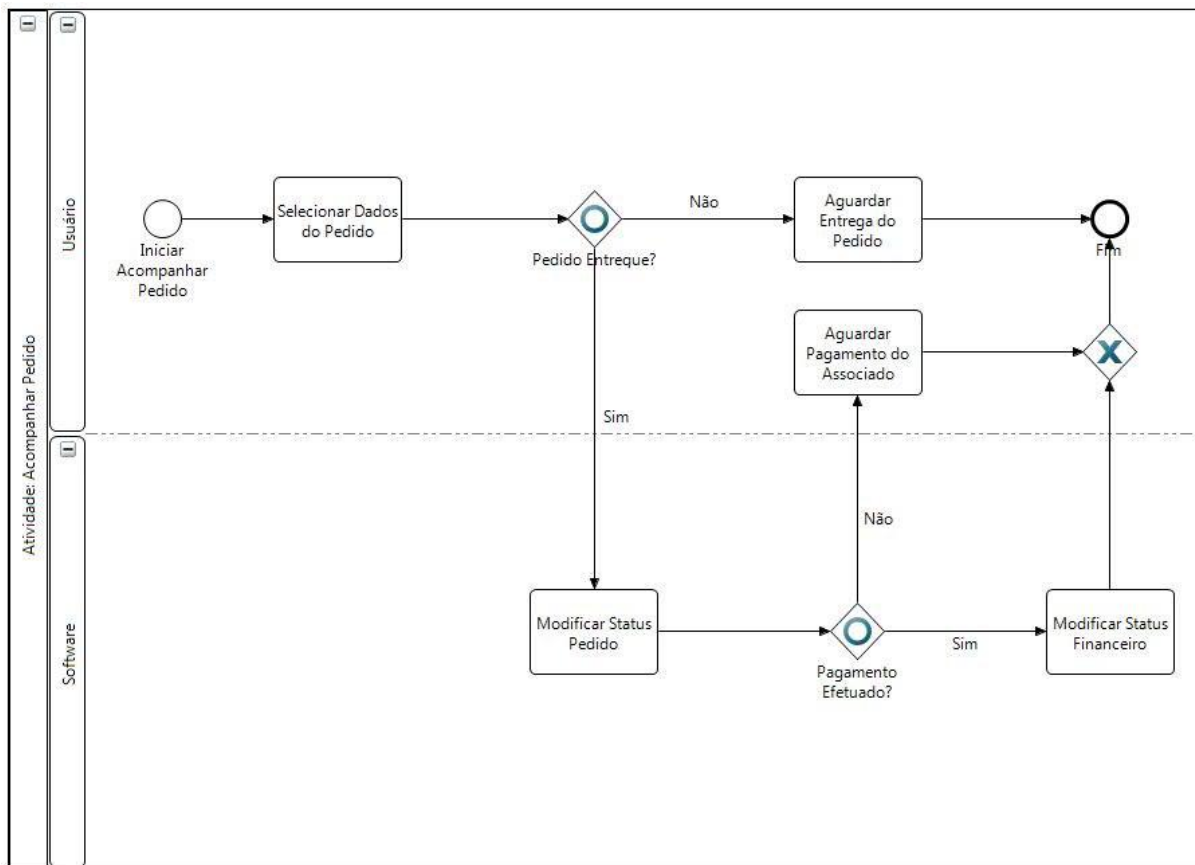 Atividade: Acompanhar Pedido
Usuário
Iniciar
Acompanhar
Pedido
Selecionar Dados
do Pedido
Pedido Entreque?
Não
Aguardar
Entrega do
Pedido
Fim
Aguardar
Pagamento do
Associado
Sim
Software
Não
Modificar Status
Pedido
Pagamento
Efetuado?
Sim
Modificar Status
Financeiro